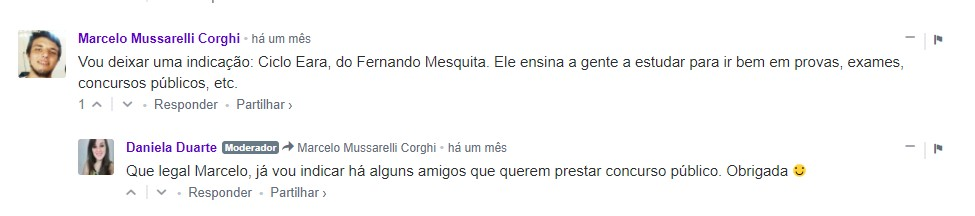 Marcelo Mussarelli Corghi • há um mês
Vou deixar uma indicação: Ciclo Eara, do Fernando Mesquita. Ele ensina a gente a estudar para ir bem em provas, exames,
concursos públicos, etc.
1 • Responder • Partilhar ›
Daniela Duarte Moderador Marcelo Mussarelli Corghi • há um mês
Que legal Marcelo, já vou indicar há alguns amigos que querem prestar concurso público. Obrigada
• Responder • Partilhar ›